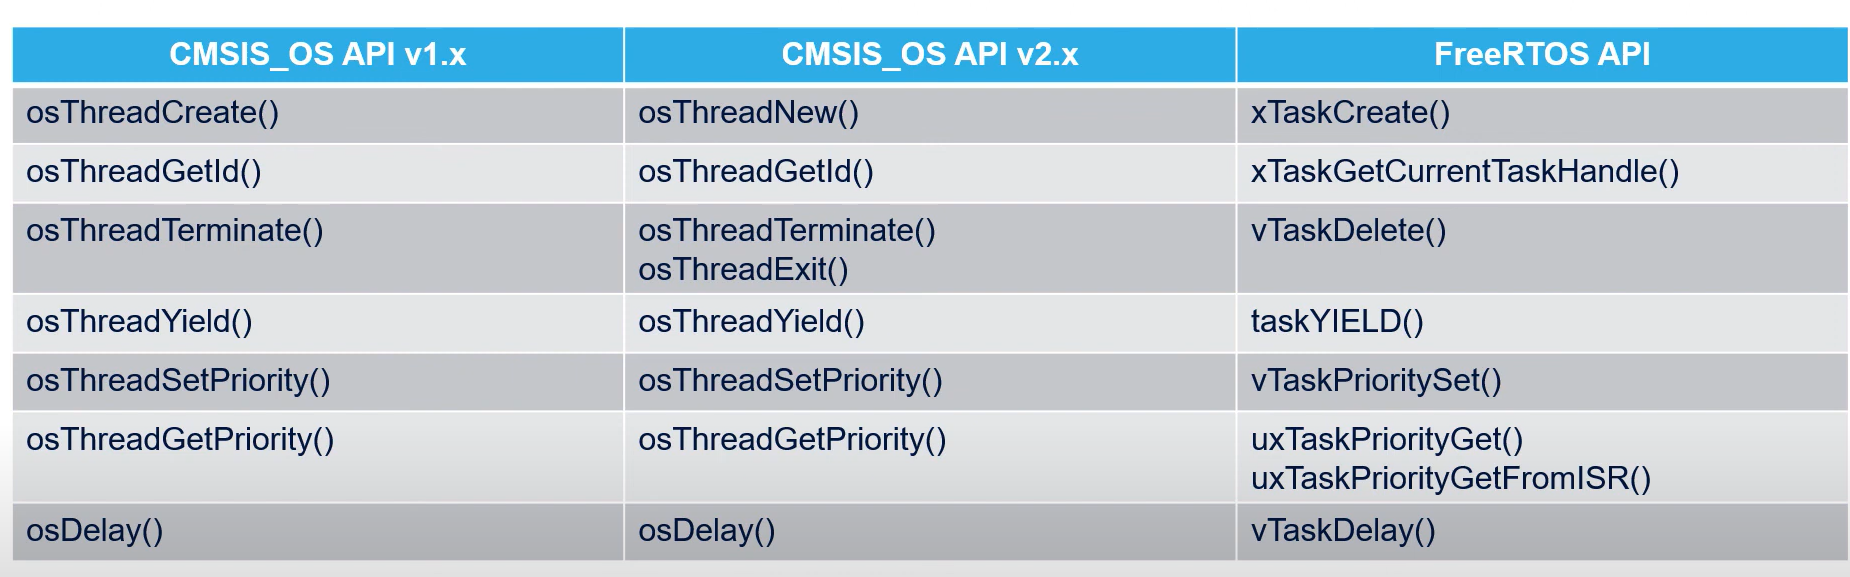 CMSIS_OS API v1.x CMSIS_OS API v2.x FreeRTOS API
osThreadCreate() osThreadNew() xTaskCreate()
osThreadGetId() osThreadGetId() xTaskGetCurrentTaskHandle()
osThreadTerminate() osThreadTerminate() vTaskDelete()
osThreadExit()
osThreadYield() osThreadYield() taskYIELD()
osThreadSetPriority() osThreadSetPriority() vTaskPrioritySet()
osThreadGetPriority() osThreadGetPriority() uxTaskPriorityGet()
uxTaskPriorityGetFromISR()
osDelay() osDelay() vTaskDelay()